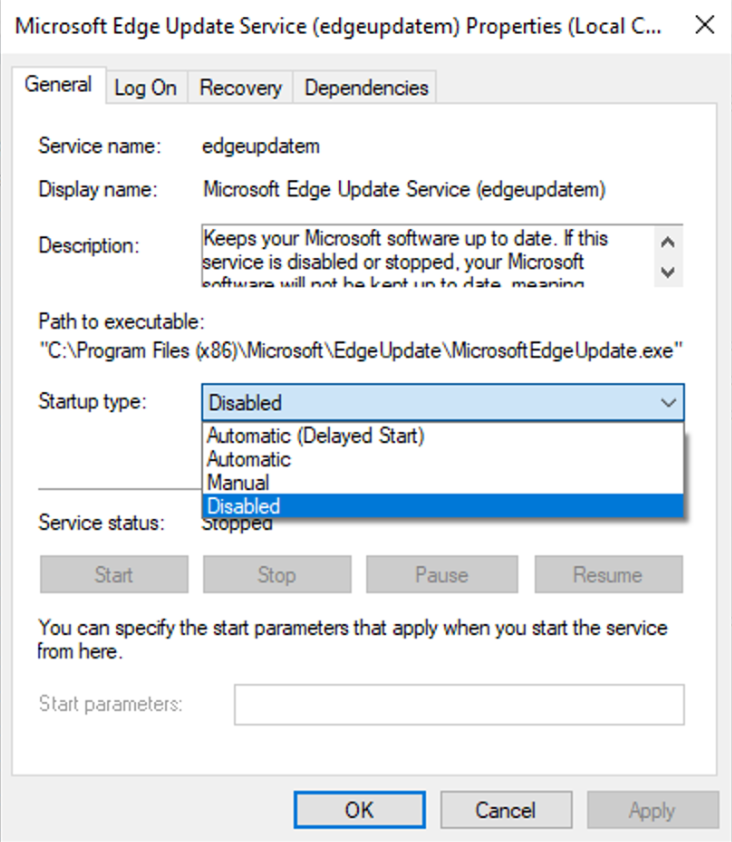 Microsoft Edge Update Service (edgeupdatem) Properties (Local C...
General
Log On
Recovery
Dependencies
Service name:
edgeupdatem
Display name:
Microsoft Edge Update Service (edgeupdatem)
Description:
Keeps your Microsoft software up to date. If this
service is disabled or stopped, your Microsoft
software will not be kept up to date, meaning
Path to executable:
"C:\Program Files (x86)\Microsoft\EdgeUpdate\MicrosoftEdgeUpdate.exe"
Startup type:
Disabled
Automatic (Delayed Start)
Automatic
Manual
Disabled
Service status:
Stopped
Start
Stop
Pause
Resume
You can specify the start parameters that apply when you start the service
from here.
Start parameters:
OK
Cancel
Apply